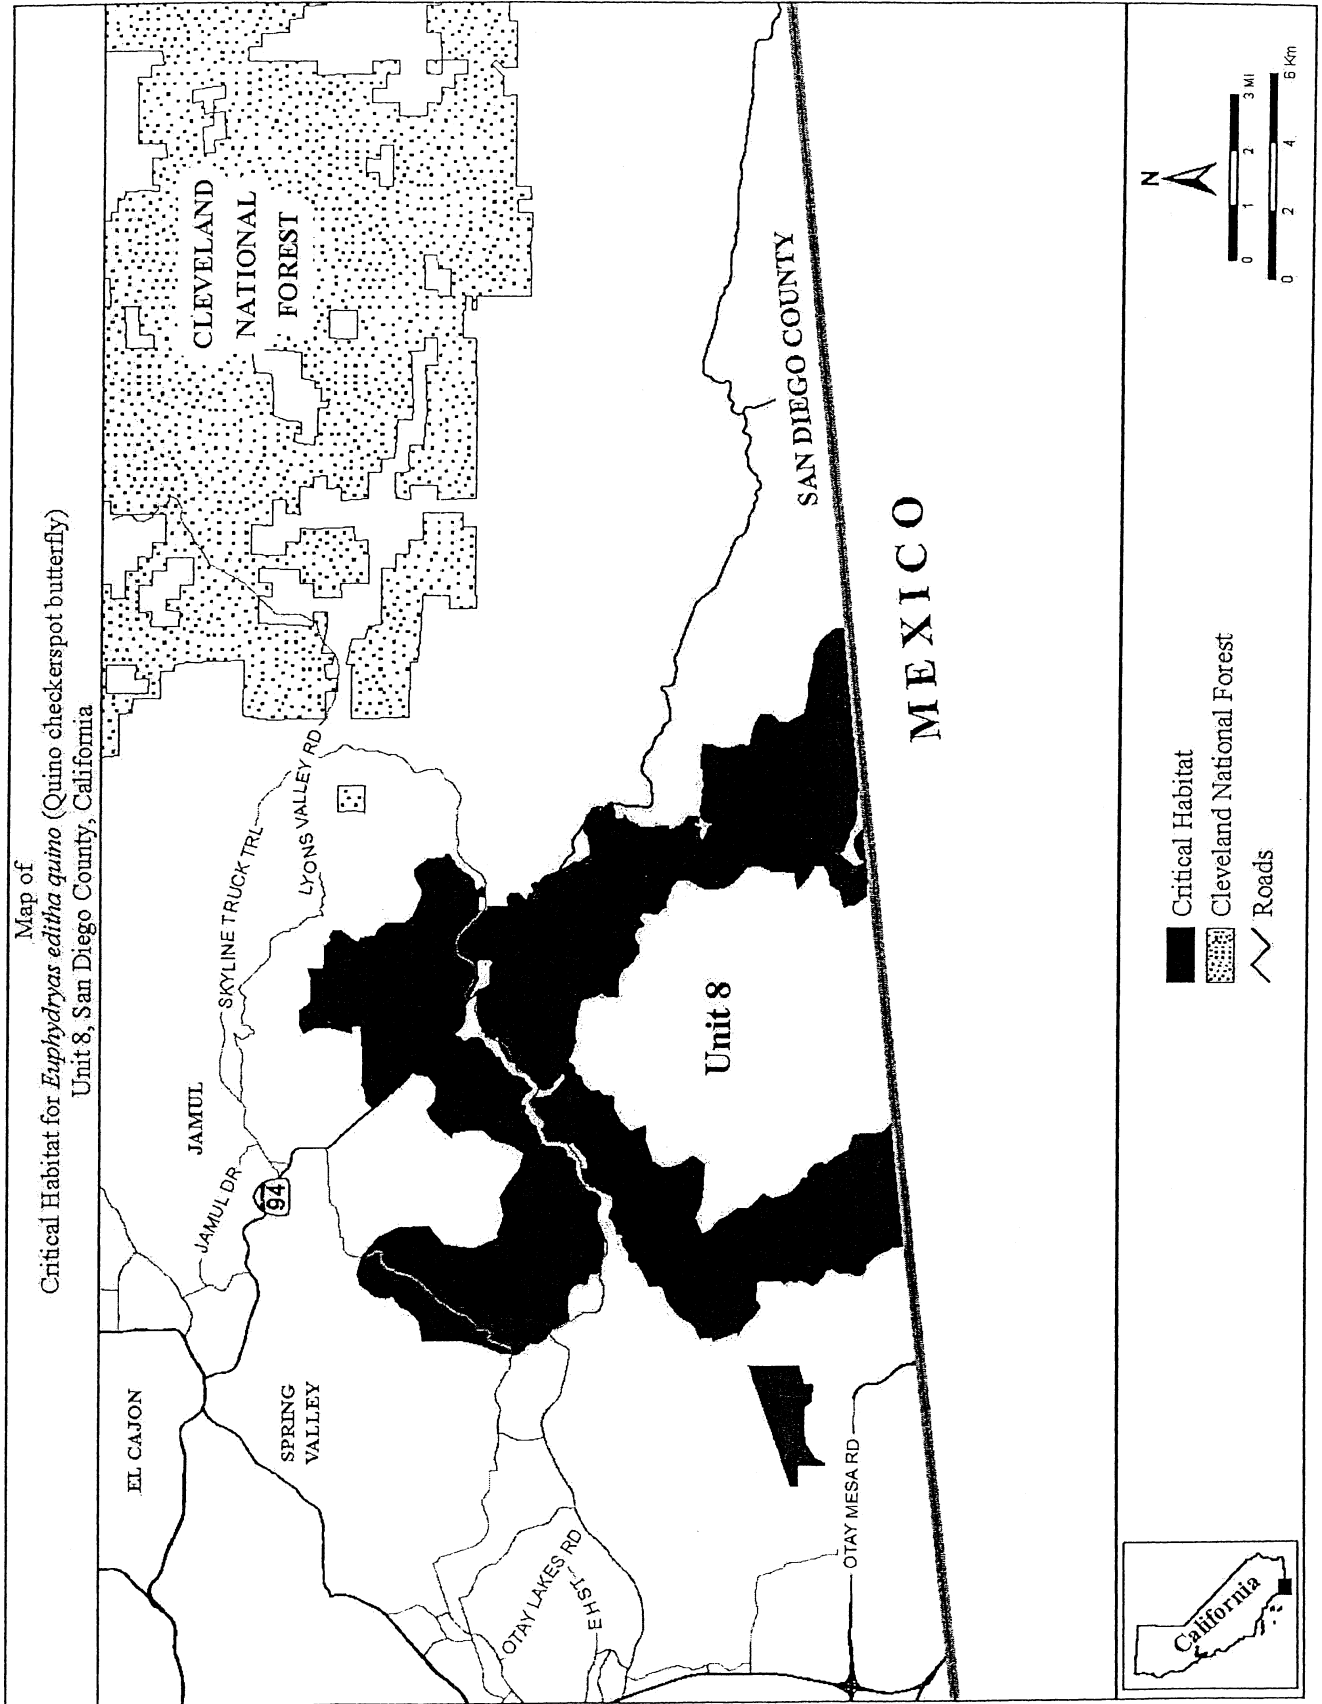 Map of
Critical Habitat for Euphydryas editha quino (Quino checkerspot butterfly)
Unit 8, San Diego County, California
EL CAJON
JAMUL DR
JAMUL
SKYLINE TRUCK TRL
LYONS VALLEY RD
CLEVELAND
NATIONAL
FOREST
SPRING
VALLEY
94
OTAY LAKES RD
E H ST
Unit 8
OTAY MESA RD
SAN DIEGO COUNTY
MEXICO
California
Critical Habitat
Cleveland National Forest
Roads
N
0 1 2 3 MI
0 2 4 6 Km